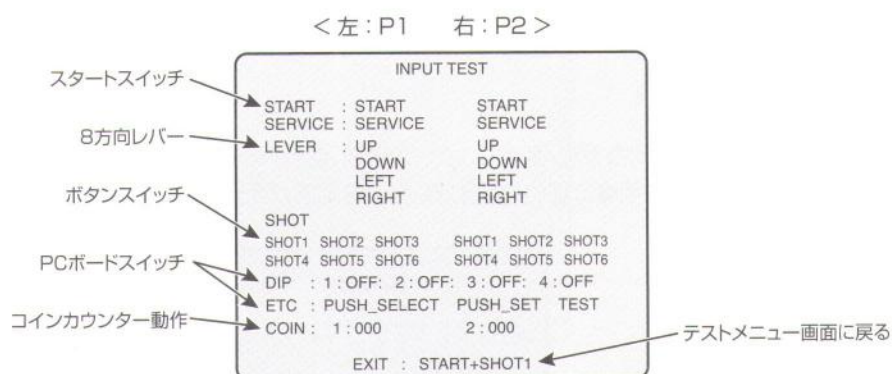 ＜左：P1　右：P2＞
INPUT TEST
スタートスイッチ
START : START START
SERVICE : SERVICE SERVICE
8方向レバー
LEVER : UP UP
DOWN DOWN
LEFT LEFT
RIGHT RIGHT
ボタンスイッチ
SHOT
SHOT1 SHOT2 SHOT3 SHOT1 SHOT2 SHOT3
SHOT4 SHOT5 SHOT6 SHOT4 SHOT5 SHOT6
PCボードスイッチ
DIP : 1 : OFF: 2 : OFF: 3 : OFF: 4 : OFF
ETC : PUSH_SELECT PUSH_SET TEST
コインカウンター動作
COIN : 1 : 000 2 : 000
EXIT : START+SHOT1
テストメニュー画面に戻る